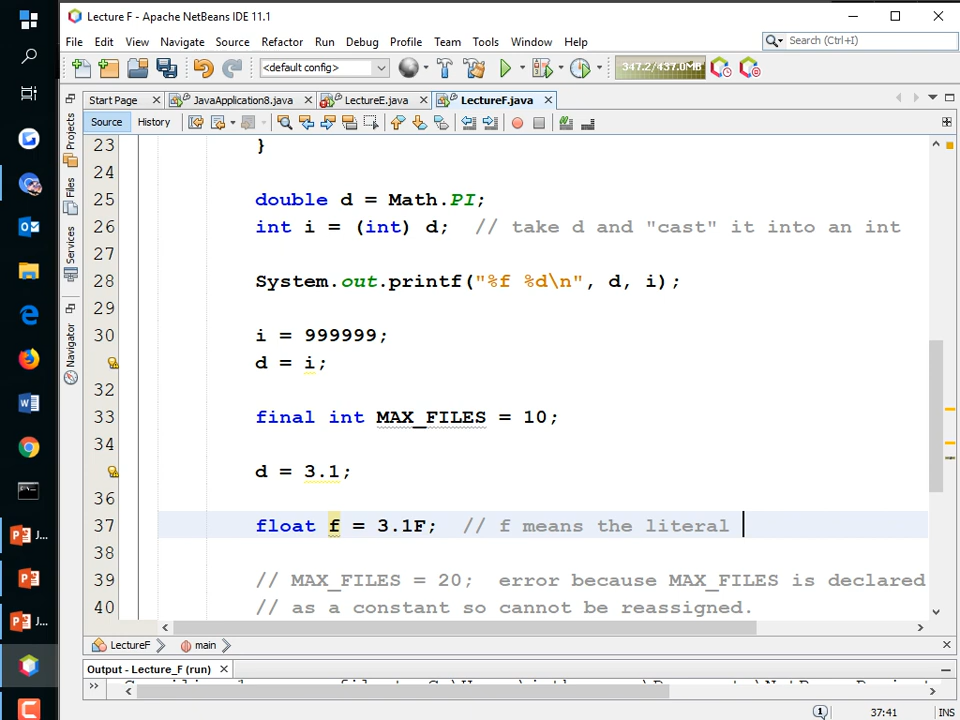 Lecture F - Apache NetBeans IDE 11.1
File Edit View Navigate Source Refactor Run Debug Profile Team Tools Window Help
Search (Ctrl+I)
<default config>
347.2/437.0MB
Start Page
JavaApplication8.java
LectureE.java
LectureF.java
Source History
Projects
Files
Services
Navigator
23 }
24
25 double d = Math.PI;
26 int i = (int) d; // take d and "cast" it into an int
27
28 System.out.printf("%f %d\n", d, i);
29
30 i = 999999;
d = i;
32
33 final int MAX_FILES = 10;
34
d = 3.1;
36
37 float f = 3.1F; // f means the literal
38
39 // MAX_FILES = 20; error because MAX_FILES is declared
40 // as a constant so cannot be reassigned.
LectureF main
Output - Lecture_F (run)
37:41 INS